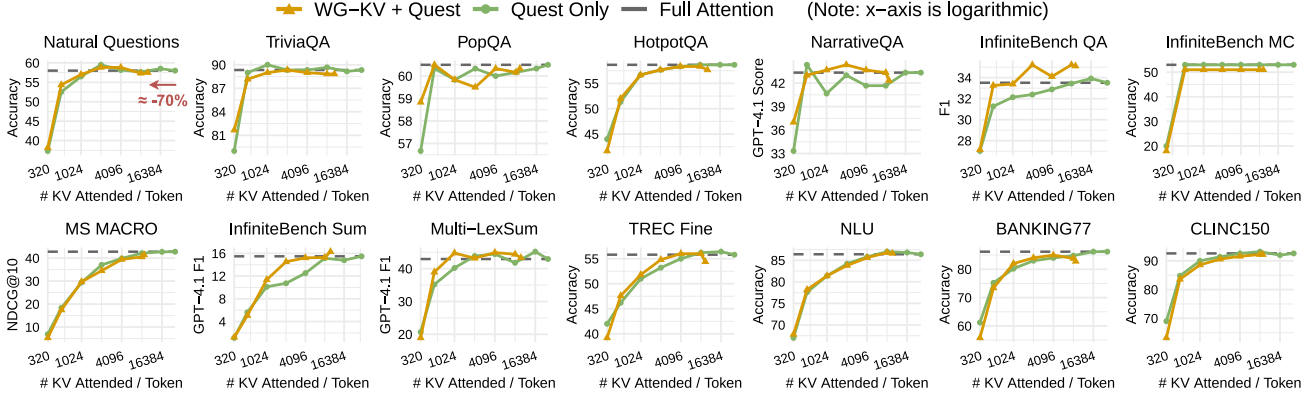 WG−KV + Quest Quest Only Full Attention (Note: x−axis is logarithmic)
Natural Questions
Accuracy
60
55
50
45
40
≈ -70%
320 1024 4096 16384
# KV Attended / Token
TriviaQA
Accuracy
90
87
84
81
320 1024 4096 16384
# KV Attended / Token
PopQA
Accuracy
60
59
58
57
320 1024 4096 16384
# KV Attended / Token
HotpotQA
Accuracy
55
50
45
320 1024 4096 16384
# KV Attended / Token
NarrativeQA
GPT−4.1 Score
42
39
36
33
320 1024 4096 16384
# KV Attended / Token
InfiniteBench QA
F1
34
32
30
28
320 1024 4096 16384
# KV Attended / Token
InfiniteBench MC
Accuracy
50
40
30
20
320 1024 4096 16384
# KV Attended / Token
MS MACRO
NDCG@10
40
30
20
10
320 1024 4096 16384
# KV Attended / Token
InfiniteBench Sum
GPT−4.1 F1
16
12
8
4
320 1024 4096 16384
# KV Attended / Token
Multi−LexSum
GPT−4.1 F1
40
30
20
320 1024 4096 16384
# KV Attended / Token
TREC Fine
Accuracy
55
50
45
40
320 1024 4096 16384
# KV Attended / Token
NLU
Accuracy
85
80
75
70
320 1024 4096 16384
# KV Attended / Token
BANKING77
Accuracy
80
70
60
320 1024 4096 16384
# KV Attended / Token
CLINC150
Accuracy
90
80
70
320 1024 4096 16384
# KV Attended / Token